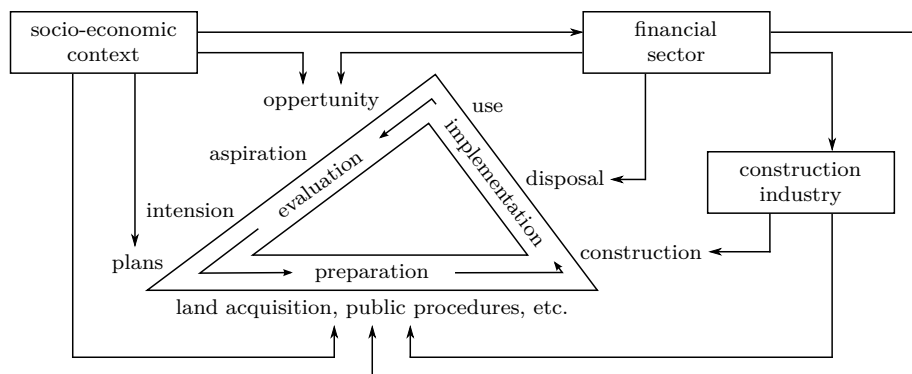 socio-economic
context
financial
sector
oppertunity
use
aspiration
evaluation
implementation
disposal
construction
industry
intension
plans
construction
preparation
land acquisition, public procedures, etc.